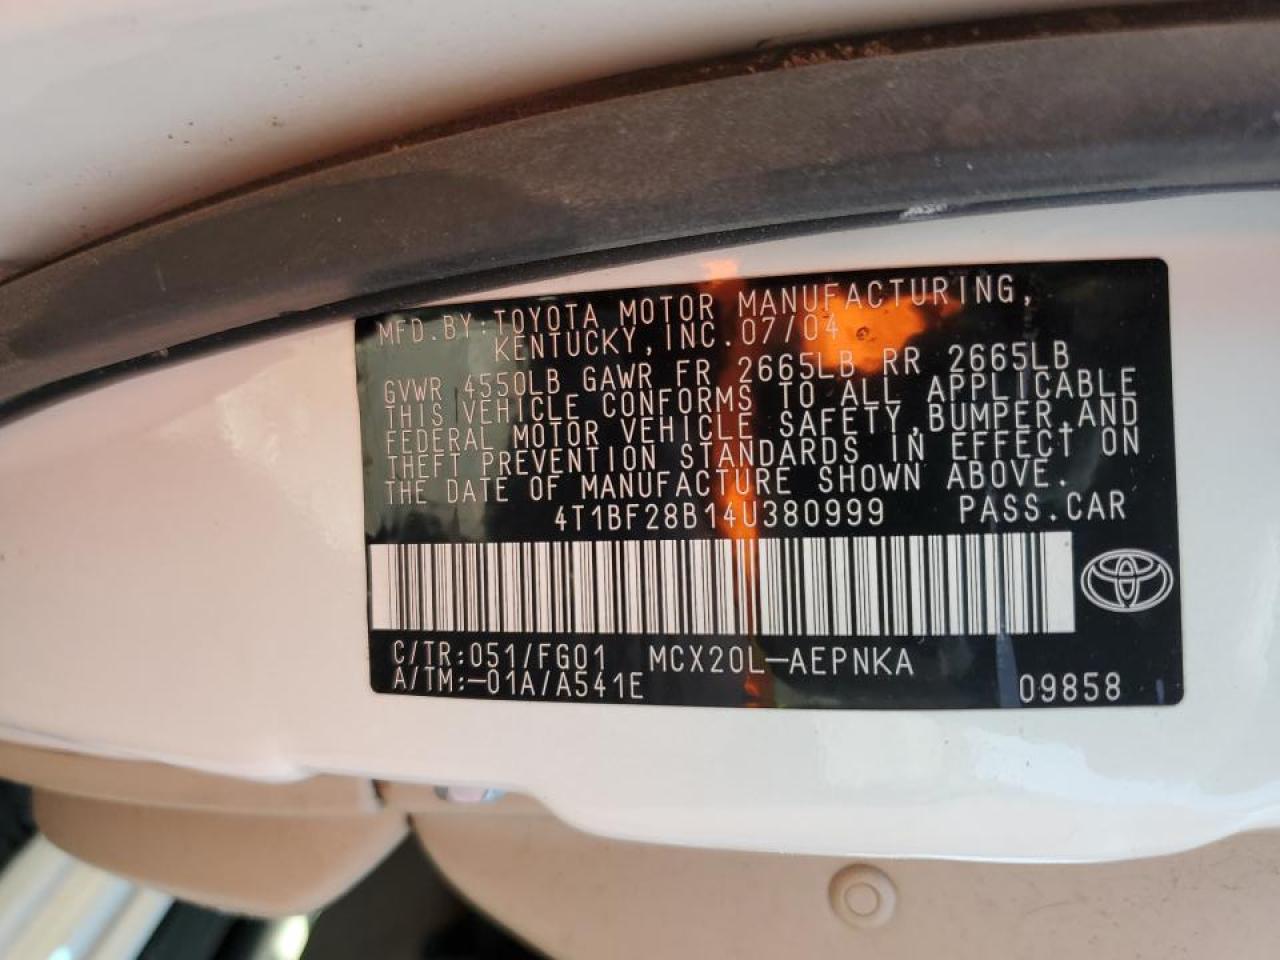 MFD.BY:TOYOTA MOTOR MANUFACTURING,
KENTUCKY,INC.07/04
GVWR 4550LB GAWR FR 2665LB RR 2665LB
THIS VEHICLE CONFORMS TO ALL APPLICABLE
FEDERAL MOTOR VEHICLE SAFETY,BUMPER,AND
THEFT PREVENTION STANDARDS IN EFFECT ON
THE DATE OF MANUFACTURE SHOWN ABOVE.
4T1BF28B14U380999 PASS.CAR
C/TR:051/FG01 MCX20L-AEPNKA
A/TM:-01A/A541E 09858